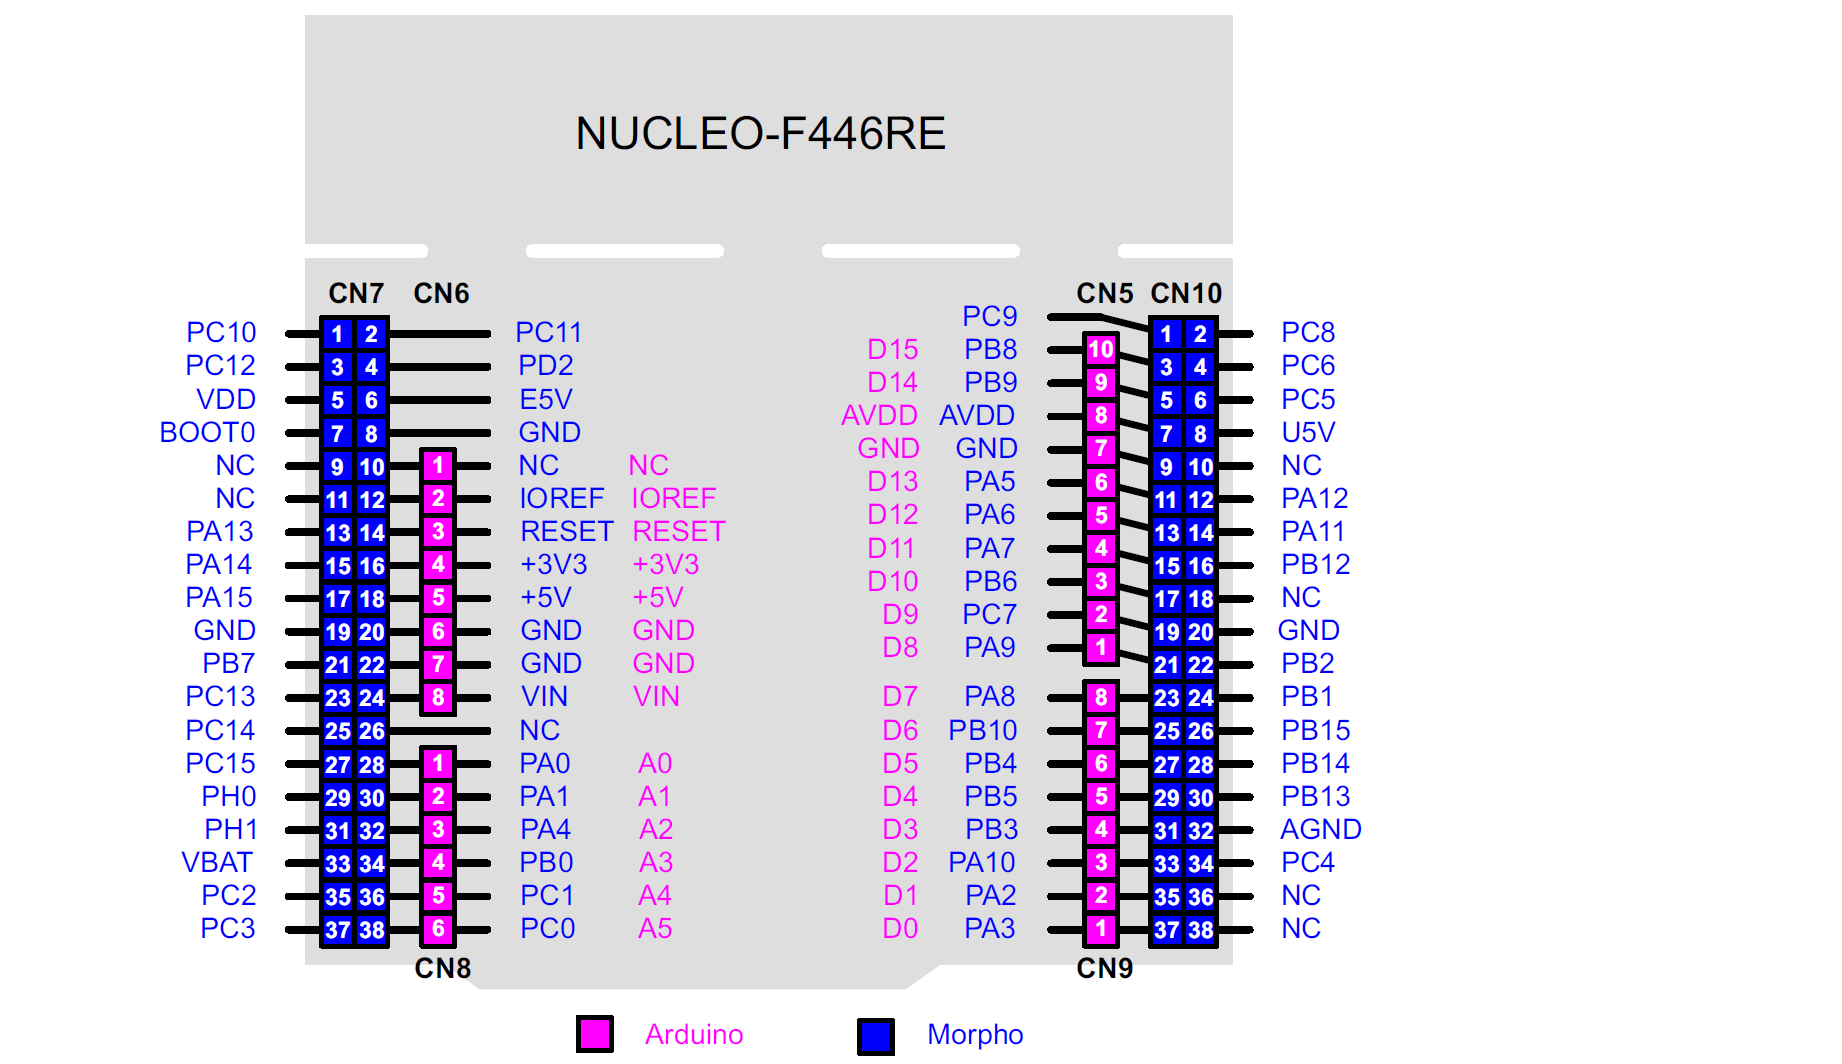 NUCLEO-F446RE
CN7 CN6 CN5 CN10
PC9
PC10 1 2 PC11 1 2 PC8
D15 PB8 10
PC12 3 4 PD2 3 4 PC6
D14 PB9 9
VDD 5 6 E5V 5 6 PC5
AVDD AVDD 8
BOOT0 7 8 GND 7 8 U5V
GND GND 7
NC 9 10 1 NC NC 9 10 NC
D13 PA5 6
NC 11 12 2 IOREF IOREF 11 12 PA12
D12 PA6 5
PA13 13 14 3 RESET RESET 13 14 PA11
D11 PA7 4
PA14 15 16 4 +3V3 +3V3 15 16 PB12
D10 PB6 3
PA15 17 18 5 +5V +5V 17 18 NC
D9 PC7 2
GND 19 20 6 GND GND 19 20 GND
D8 PA9 1
PB7 21 22 7 GND GND 21 22 PB2
PC13 23 24 8 VIN VIN D7 PA8 8 23 24 PB1
PC14 25 26 NC D6 PB10 7 25 26 PB15
PC15 27 28 1 PA0 A0 D5 PB4 6 27 28 PB14
PH0 29 30 2 PA1 A1 D4 PB5 5 29 30 PB13
PH1 31 32 3 PA4 A2 D3 PB3 4 31 32 AGND
VBAT 33 34 4 PB0 A3 D2 PA10 3 33 34 PC4
PC2 35 36 5 PC1 A4 D1 PA2 2 35 36 NC
PC3 37 38 6 PC0 A5 D0 PA3 1 37 38 NC
CN8 CN9
Arduino Morpho